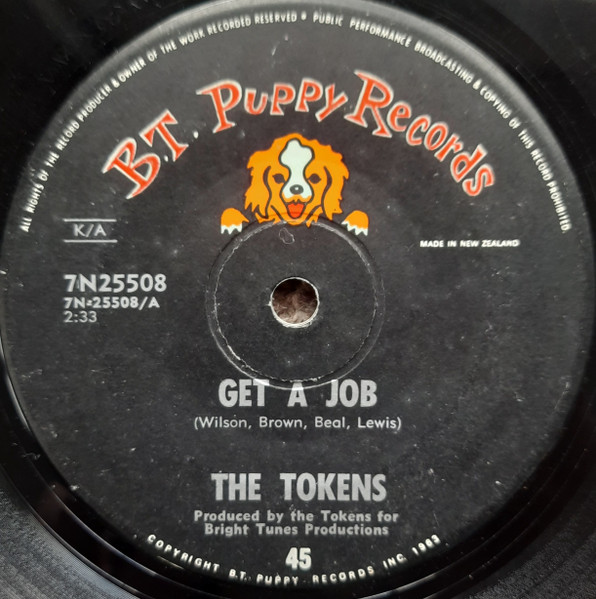 ALL RIGHTS OF THE RECORD PRODUCER & OWNER OF THE WORK RECORDED RESERVED • PUBLIC PERFORMANCE BROADCASTING & COPYING OF THIS RECORD PROHIBITED
B.T. PUPPY RECORDS
K/A
MADE IN NEW ZEALAND
7N25508
7N-25508/A
2:33
GET A JOB
(Wilson, Brown, Beal, Lewis)
THE TOKENS
Produced by the Tokens for
Bright Tunes Productions
45
COPYRIGHT B.T. PUPPY RECORDS INC.